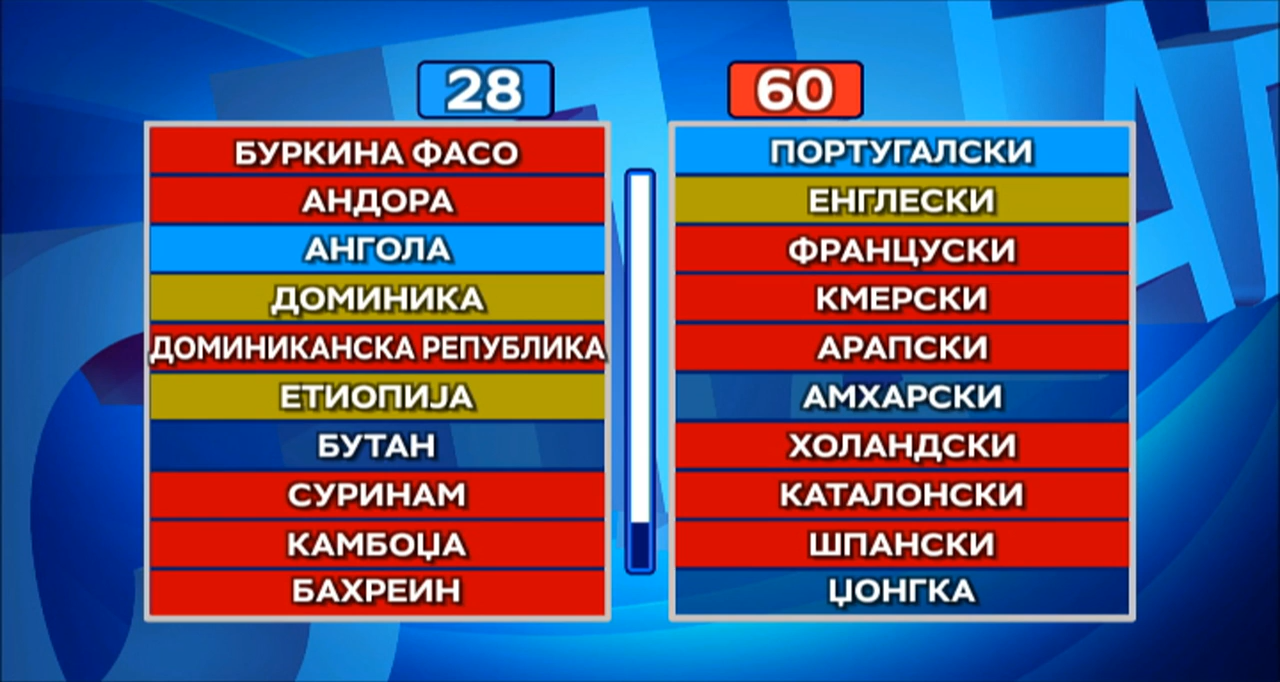 28
60
БУРКИНА ФАСО
АНДОРА
АНГОЛА
ДОМИНИКА
ДОМИНИКАНСКА РЕПУБЛИКА
ЕТИОПИЈА
БУТАН
СУРИНАМ
КАМБОЏА
БАХРЕИН
ПОРТУГАЛСКИ
ЕНГЛЕСКИ
ФРАНЦУСКИ
КМЕРСКИ
АРАПСКИ
АМХАРСКИ
ХОЛАНДСКИ
КАТАЛОНСКИ
ШПАНСКИ
ЏОНГКА